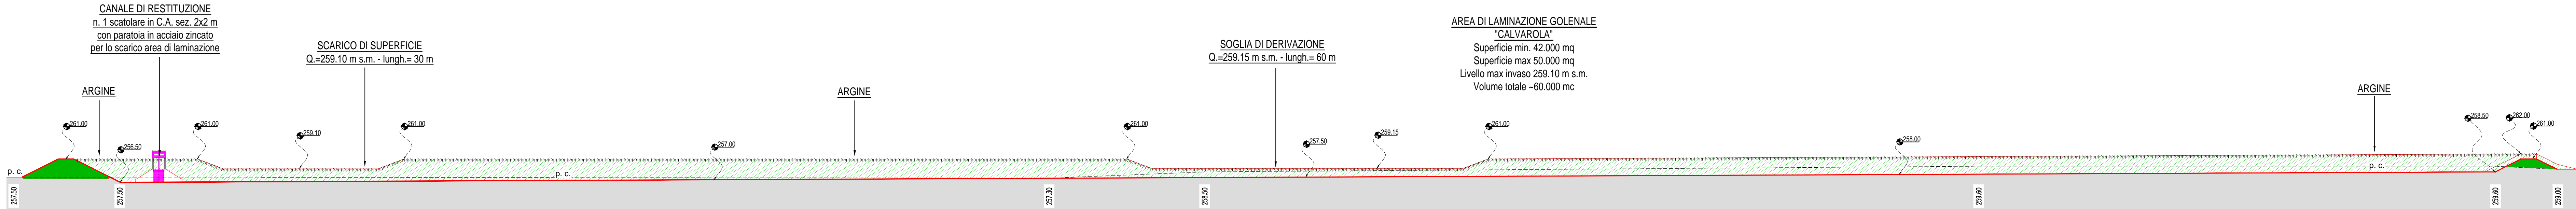 CANALE DI RESTITUZIONE
n. 1 scatolare in C.A. sez. 2x2 m
con paratoia in acciaio zincato
per lo scarico area di laminazione
SCARICO DI SUPERFICIE
Q.=259.10 m s.m. - lungh.= 30 m
SOGLIA DI DERIVAZIONE
Q.=259.15 m s.m. - lungh.= 60 m
AREA DI LAMINAZIONE GOLENALE
"CALVAROLA"
Superficie min. 42.000 mq
Superficie max 50.000 mq
Livello max invaso 259.10 m s.m.
Volume totale ~60.000 mc
ARGINE
ARGINE
ARGINE
261.00
256.50
261.00
259.10
261.00
257.00
261.00
257.50
259.15
261.00
258.00
258.50
262.00
261.00
p. c.
p. c.
p. c.
257.50
257.50
257.30
258.50
259.60
259.60
259.00